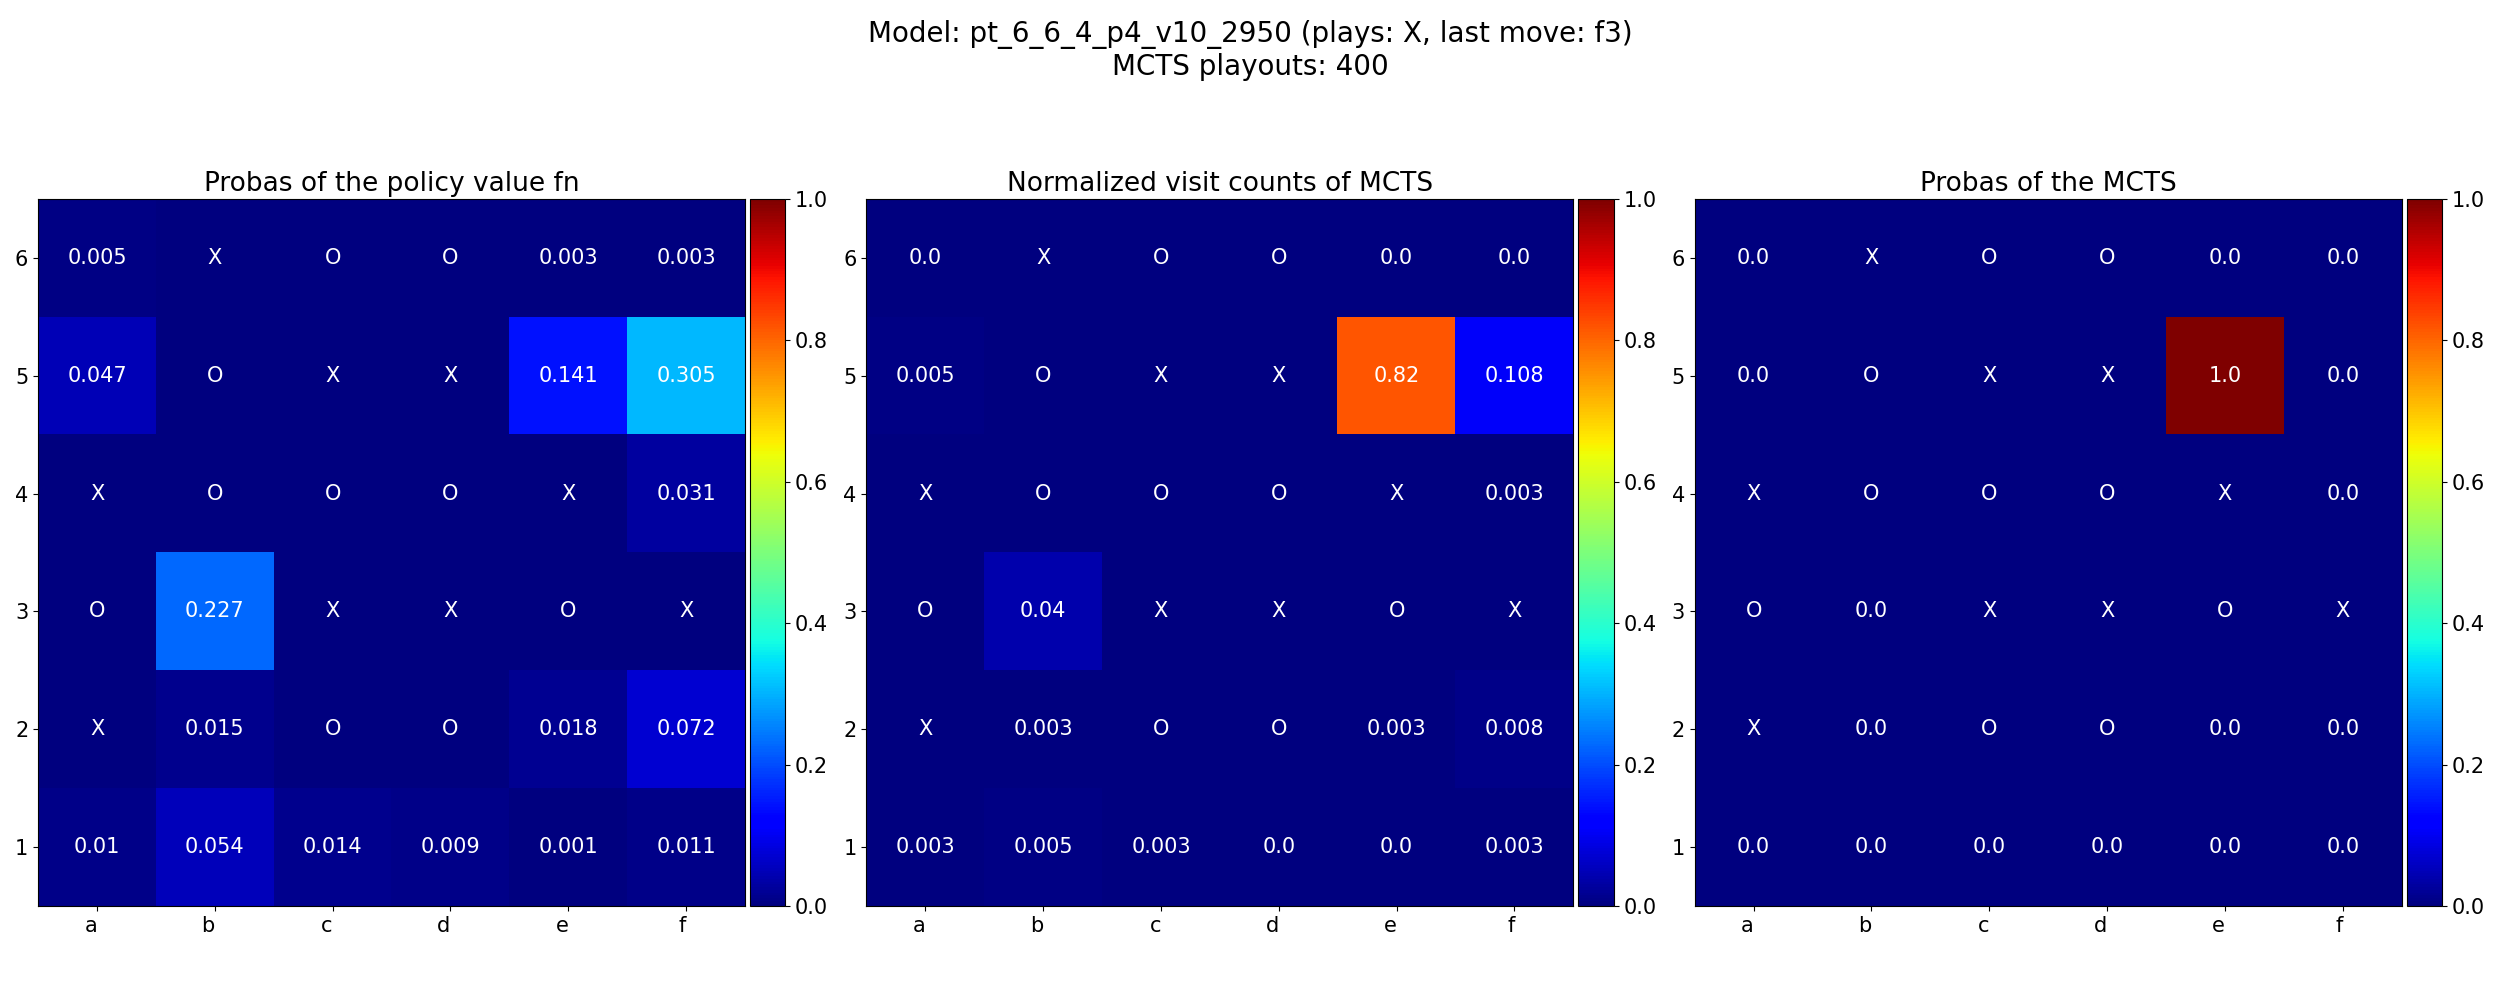 Model: pt_6_6_4_p4_v10_2950 (plays: X, last move: f3)
MCTS playouts: 400
Probas of the policy value fn
6 0.005 X O O 0.003 0.003
5 0.047 O X X 0.141 0.305
4 X O O O X 0.031
3 O 0.227 X X O X
2 X 0.015 O O 0.018 0.072
1 0.01 0.054 0.014 0.009 0.001 0.011
a b c d e f
1.0
0.8
0.6
0.4
0.2
0.0
Normalized visit counts of MCTS
6 0.0 X O O 0.0 0.0
5 0.005 O X X 0.82 0.108
4 X O O O X 0.003
3 O 0.04 X X O X
2 X 0.003 O O 0.003 0.008
1 0.003 0.005 0.003 0.0 0.0 0.003
a b c d e f
1.0
0.8
0.6
0.4
0.2
0.0
Probas of the MCTS
6 0.0 X O O 0.0 0.0
5 0.0 O X X 1.0 0.0
4 X O O O X 0.0
3 O 0.0 X X O X
2 X 0.0 O O 0.0 0.0
1 0.0 0.0 0.0 0.0 0.0 0.0
a b c d e f
1.0
0.8
0.6
0.4
0.2
0.0